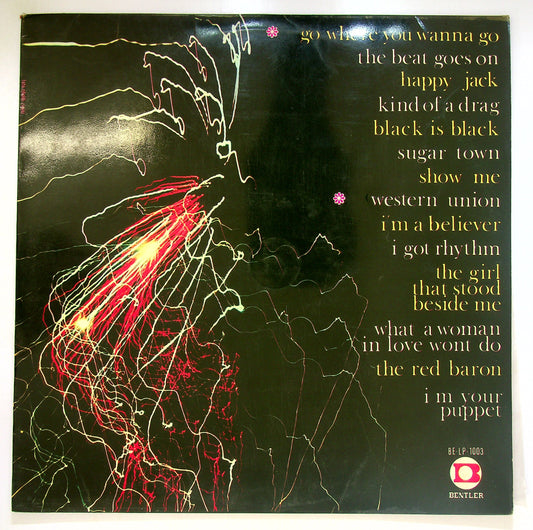 go where you wanna go
the beat goes on
happy jack
kind of a drag
black is black
sugar town
show me
western union
i'm a believer
i got rhythm
the girl
that stood
beside me
what a woman
in love wont do
the red baron
i m your
puppet
BE-LP-1003
B
BENTLER